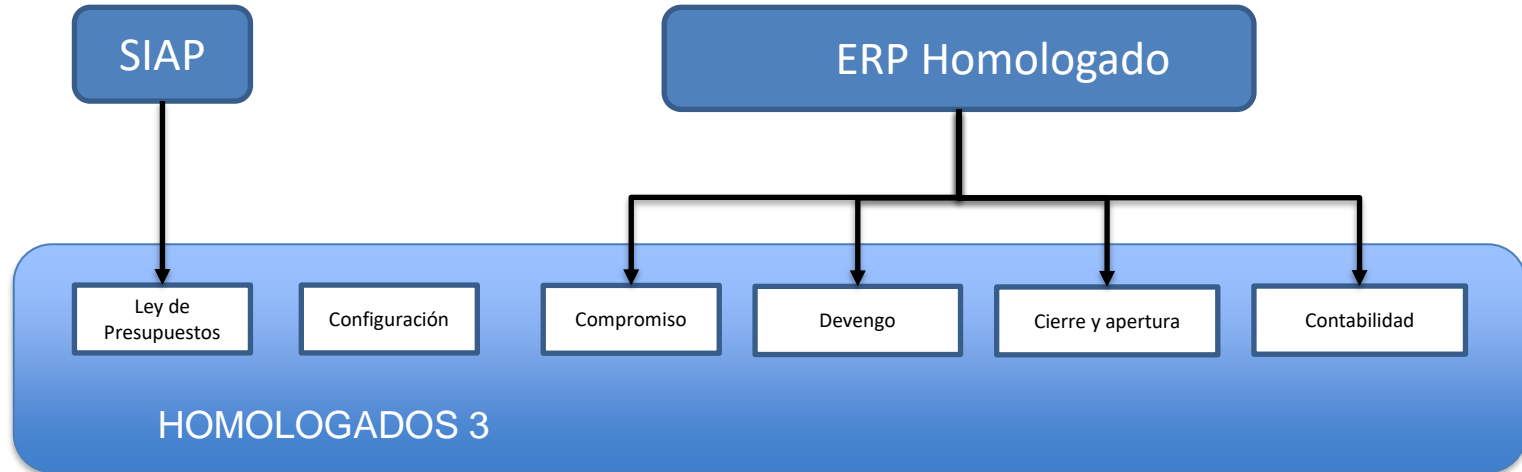 SIAP
ERP Homologado
Ley de
Presupuestos
Configuración
Compromiso
Devengo
Cierre y apertura
Contabilidad
HOMOLOGADOS 3